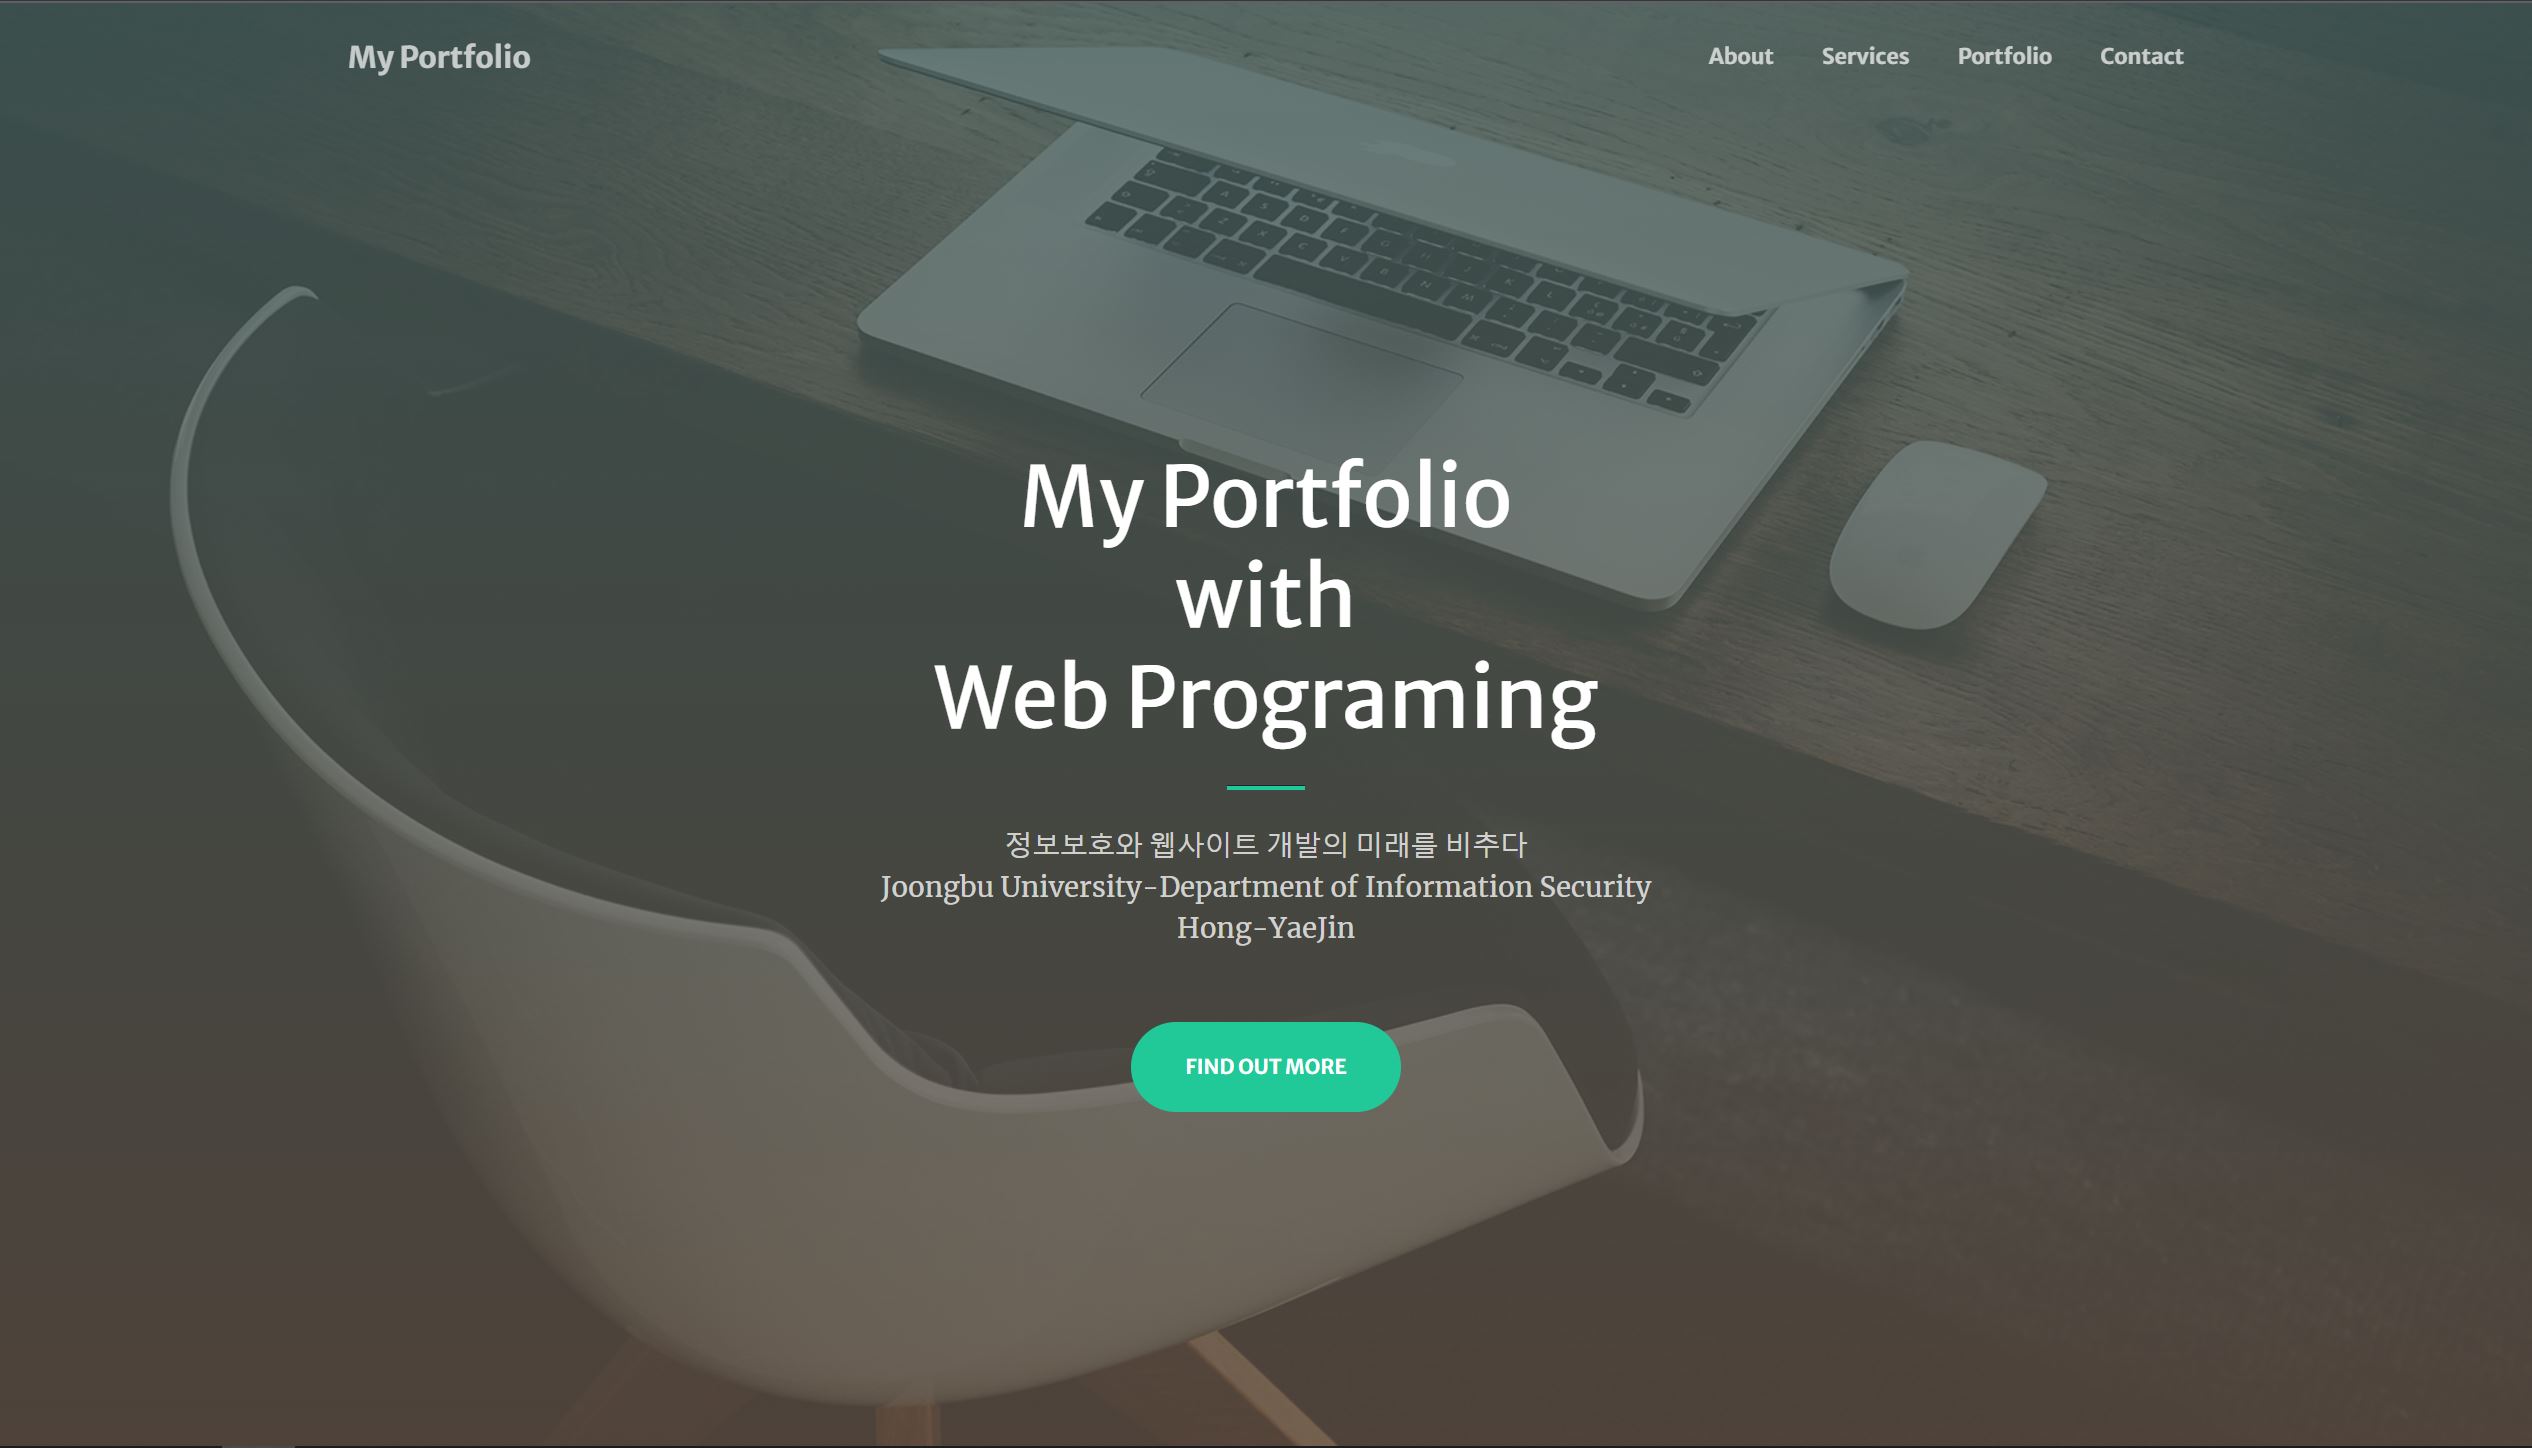 My Portfolio
About Services Portfolio Contact
My Portfolio
with
Web Programing
정보보호와 웹사이트 개발의 미래를 비추다
Joongbu University-Department of Information Security
Hong-YaeJin
FIND OUT MORE